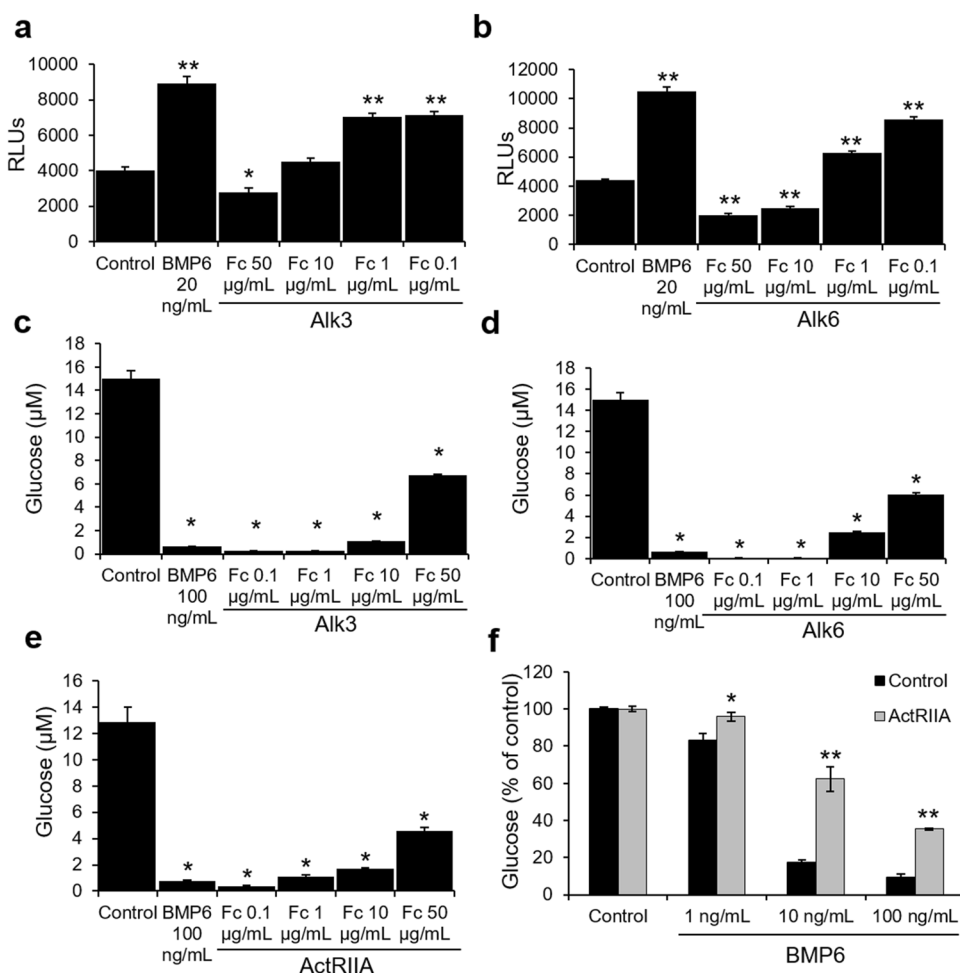 a
RLUs
10000
8000
6000
4000
2000
0
**
*
**
**
Control BMP6 Fc 50 Fc 10 Fc 1 Fc 0.1
20 µg/mL µg/mL µg/mL µg/mL
ng/mL
Alk3
b
RLUs
12000
10000
8000
6000
4000
2000
0
**
**
**
**
**
Control BMP6 Fc 50 Fc 10 Fc 1 Fc 0.1
20 µg/mL µg/mL µg/mL µg/mL
ng/mL
Alk6
c
Glucose (µM)
18
16
14
12
10
8
6
4
2
0
*
*
*
*
*
Control BMP6 Fc 0.1 Fc 1 Fc 10 Fc 50
100 µg/mL µg/mL µg/mL µg/mL
ng/mL
Alk3
d
Glucose (µM)
18
16
14
12
10
8
6
4
2
0
*
*
*
*
*
Control BMP6 Fc 0.1 Fc 1 Fc 10 Fc 50
100 µg/mL µg/mL µg/mL µg/mL
ng/mL
Alk6
e
Glucose (µM)
16
14
12
10
8
6
4
2
0
*
*
*
*
*
Control BMP6 Fc 0.1 Fc 1 Fc 10 Fc 50
100 µg/mL µg/mL µg/mL µg/mL
ng/mL
ActRIIA
f
Glucose (% of control)
120
100
80
60
40
20
0
Control
ActRIIA
*
**
**
Control 1 ng/mL 10 ng/mL 100 ng/mL
BMP6